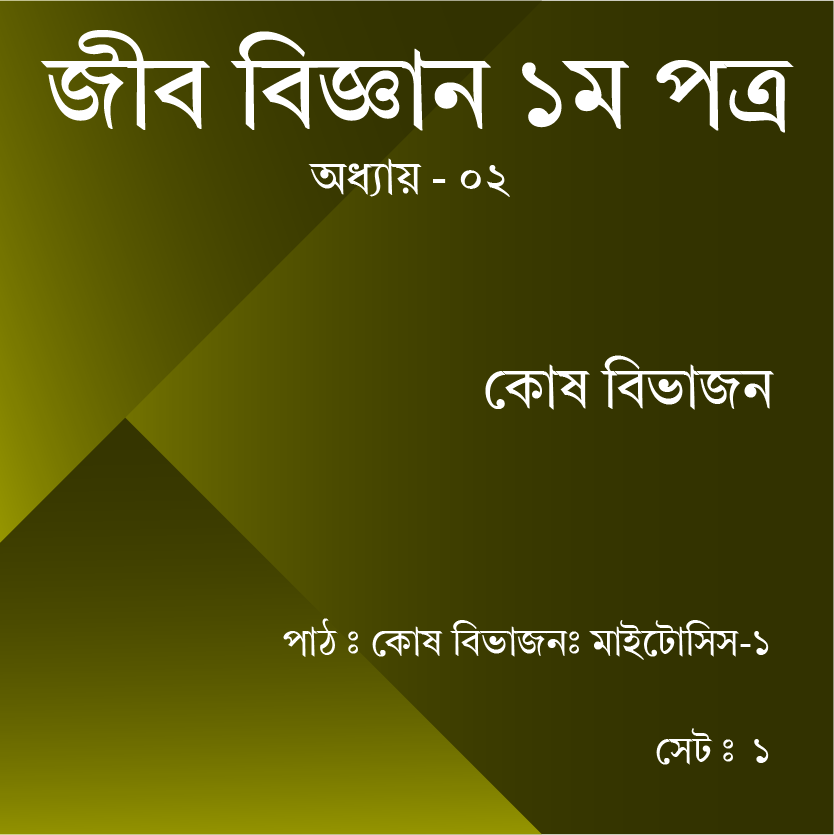 জীব বিজ্ঞান ১ম পত্র
অধ্যায় - ০২
কোষ বিভাজন
পাঠ ঃ কোষ বিভাজনঃ মাইটোসিস-১
সেট ঃ ১